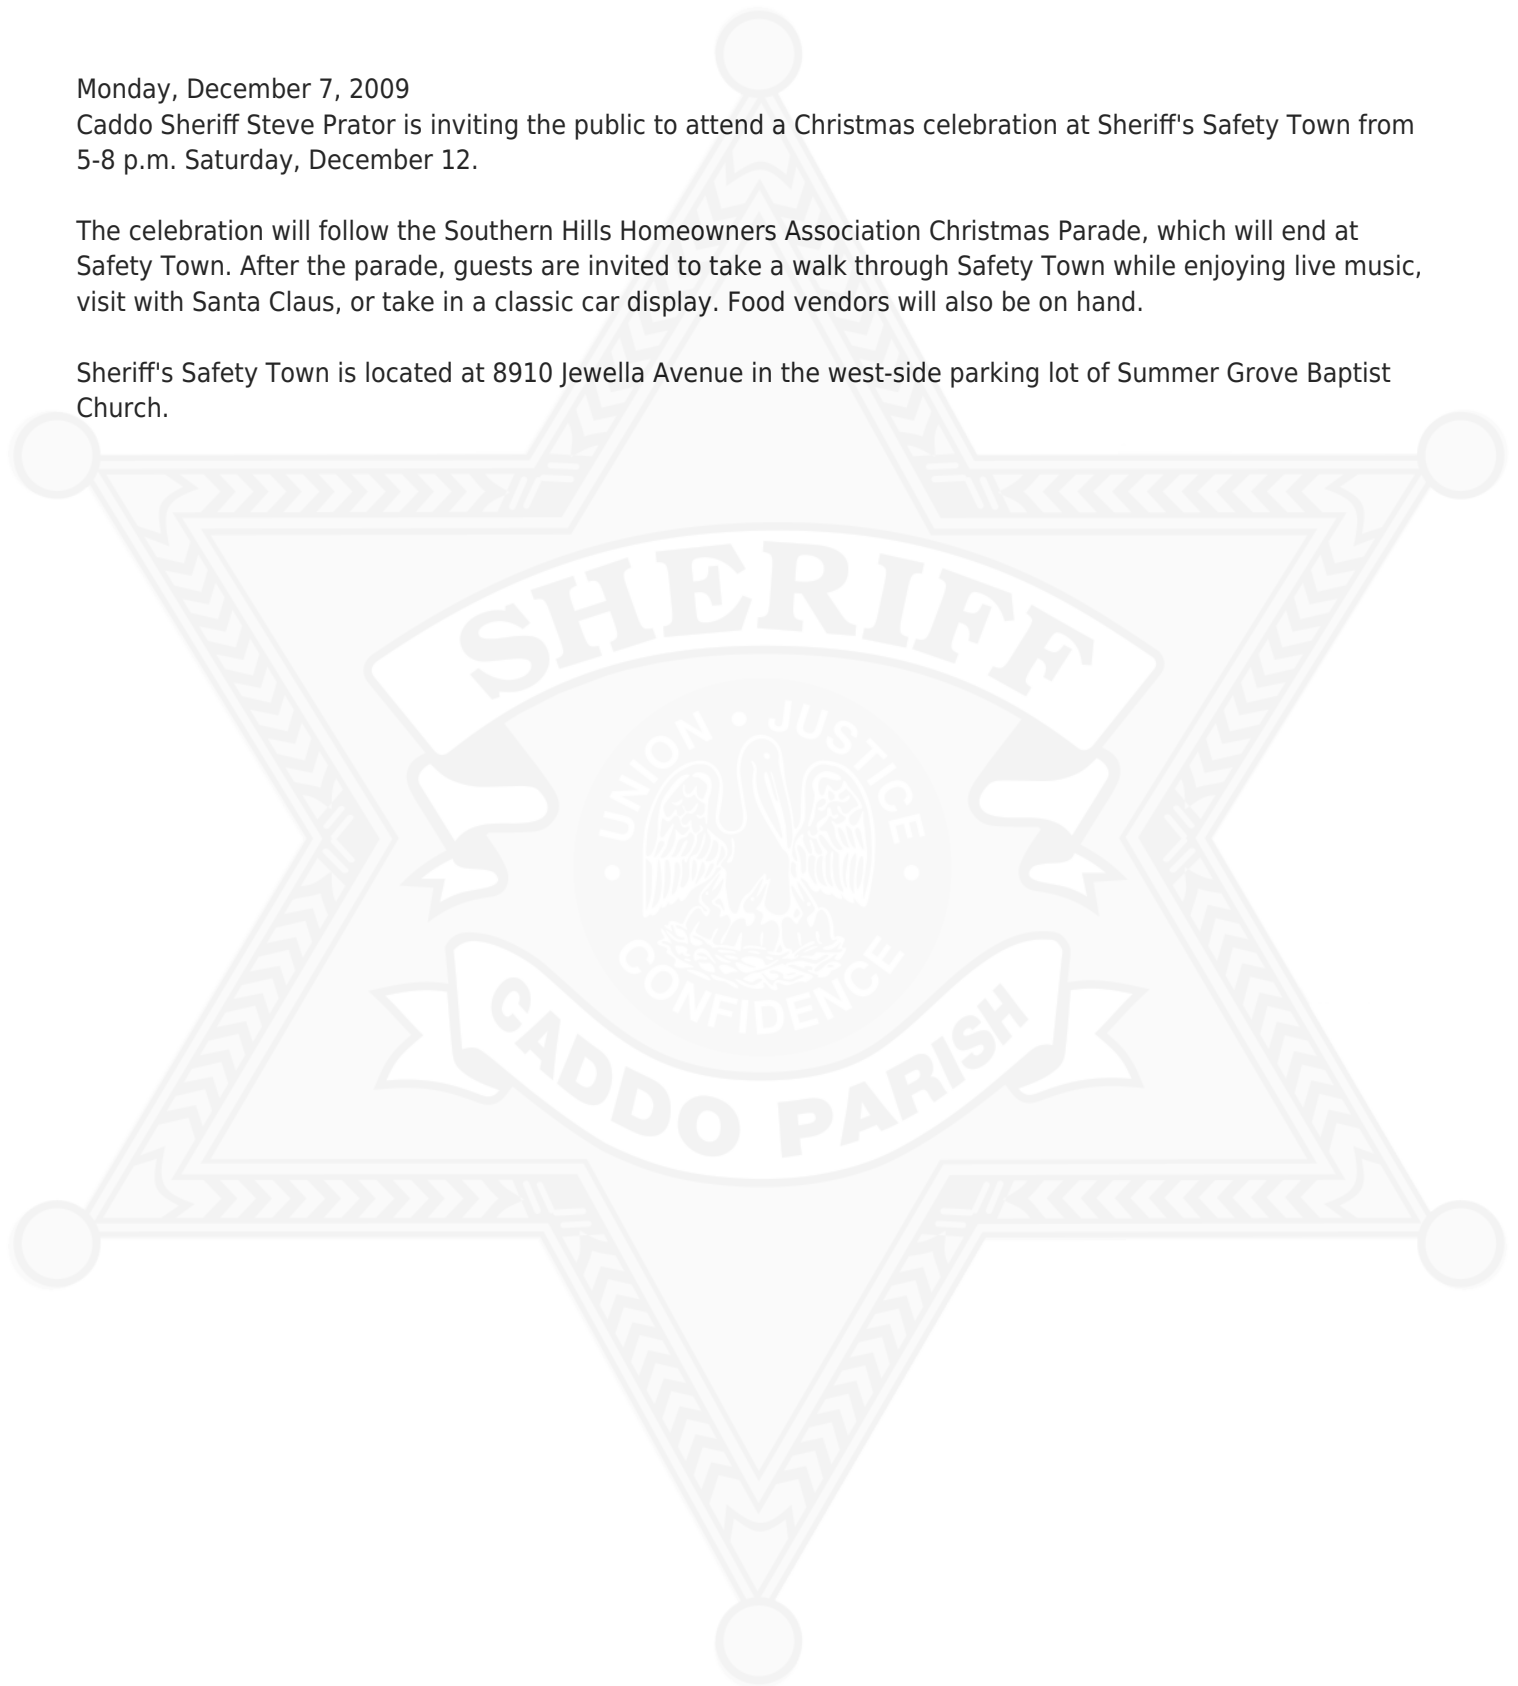 Monday, December 7, 2009
Caddo Sheriff Steve Prator is inviting the public to attend a Christmas celebration at Sheriff's Safety Town from
5-8 p.m. Saturday, December 12.
The celebration will follow the Southern Hills Homeowners Association Christmas Parade, which will end at
Safety Town. After the parade, guests are invited to take a walk through Safety Town while enjoying live music,
visit with Santa Claus, or take in a classic car display. Food vendors will also be on hand.
Sheriff's Safety Town is located at 8910 Jewella Avenue in the west-side parking lot of Summer Grove Baptist
Church.
SHERIFF
UNION • JUSTICE
• CONFIDENCE •
CADDO PARISH